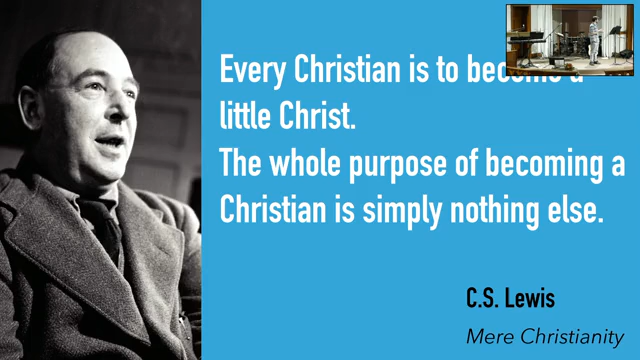 Every Christian is to become a
little Christ.
The whole purpose of becoming a
Christian is simply nothing else.
C.S. Lewis
Mere Christianity